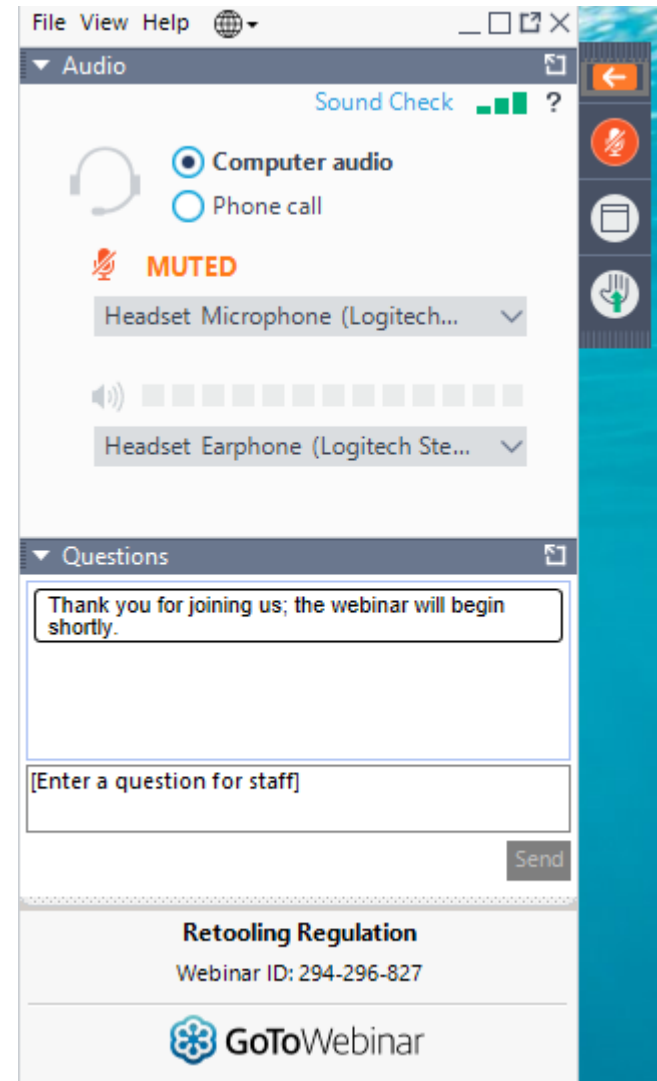 File View Help
Audio
Sound Check ?
Computer audio
Phone call
MUTED
Headset Microphone (Logitech...
Headset Earphone (Logitech Ste...
Questions
Thank you for joining us; the webinar will begin
shortly.
[Enter a question for staff]
Send
Retooling Regulation
Webinar ID: 294-296-827
GoToWebinar